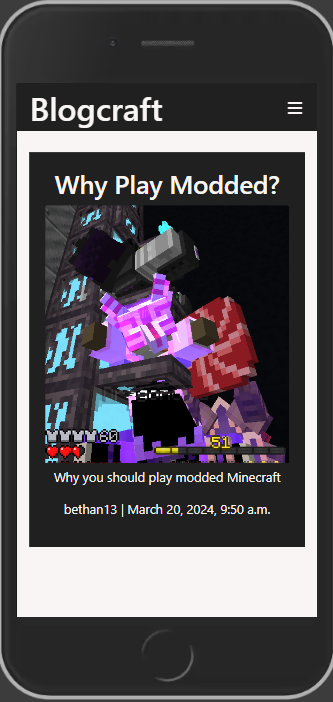 Blogcraft
Why Play Modded?
60
51
Why you should play modded Minecraft
bethan13 | March 20, 2024, 9:50 a.m.